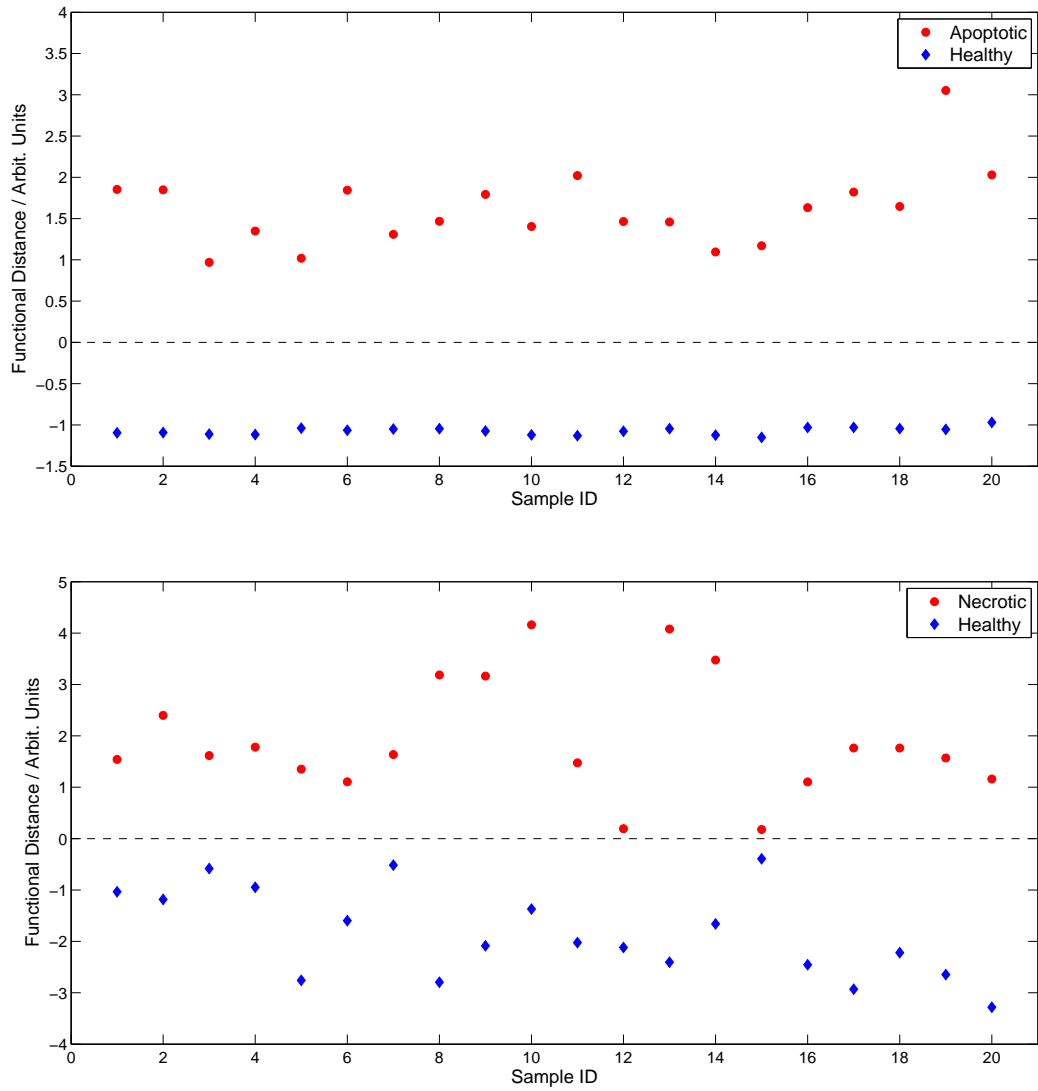 4
3.5
3
2.5
2
1.5
1
0.5
0
−0.5
−1
−1.5
Functional Distance / Arbit. Units
Apoptotic
Healthy
0 2 4 6 8 10 12 14 16 18 20
Sample ID
5
4
3
2
1
0
−1
−2
−3
−4
Functional Distance / Arbit. Units
Necrotic
Healthy
0 2 4 6 8 10 12 14 16 18 20
Sample ID